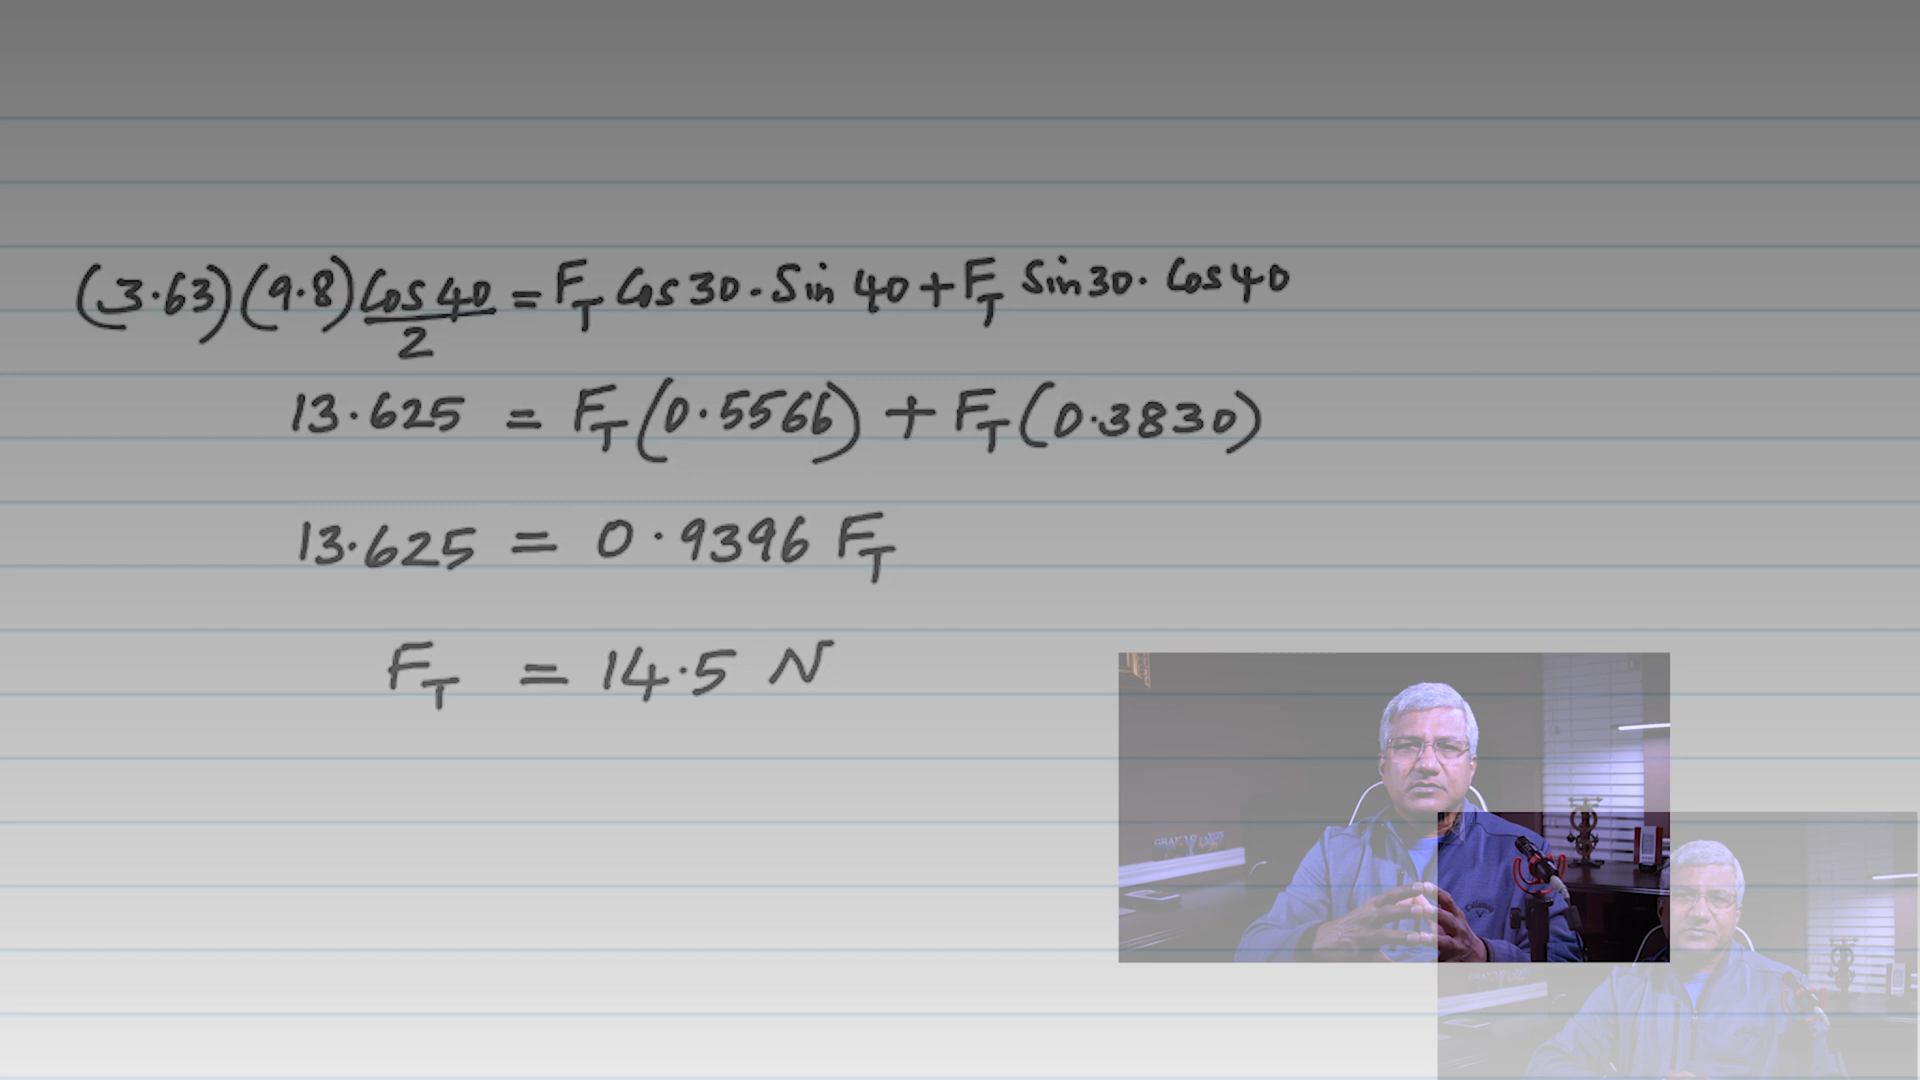 (3.63)(9.8) Cos 40/2 = F_T Cos 30 · Sin 40 + F_T Sin 30 · Cos 40
13.625 = F_T (0.5566) + F_T (0.3830)
13.625 = 0.9396 F_T
F_T = 14.5 N